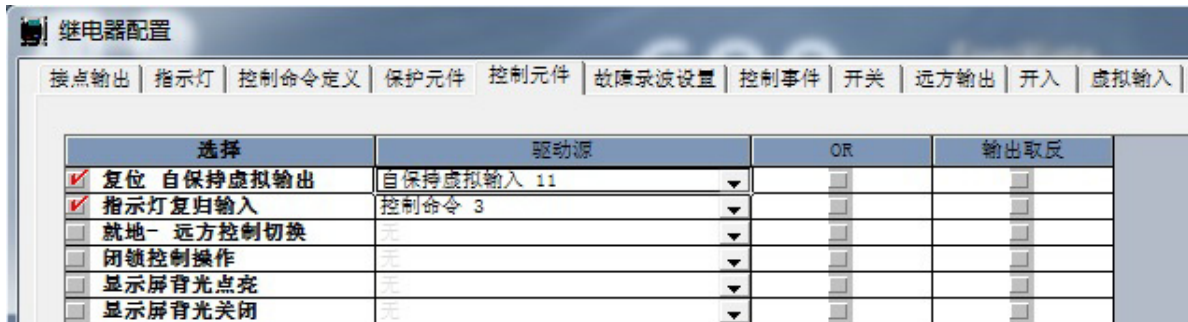 继电器配置
接点输出 指示灯 控制命令定义 保护元件 控制元件 故障录波设置 控制事件 开关 远方输出 开入 虚拟输入
选择 驱动源 OR 输出取反
复位 自保持虚拟输出 自保持虚拟输入 11
指示灯复归输入 控制命令 3
就地- 远方控制切换 无
闭锁控制操作 无
显示屏背光点亮 无
显示屏背光关闭 无